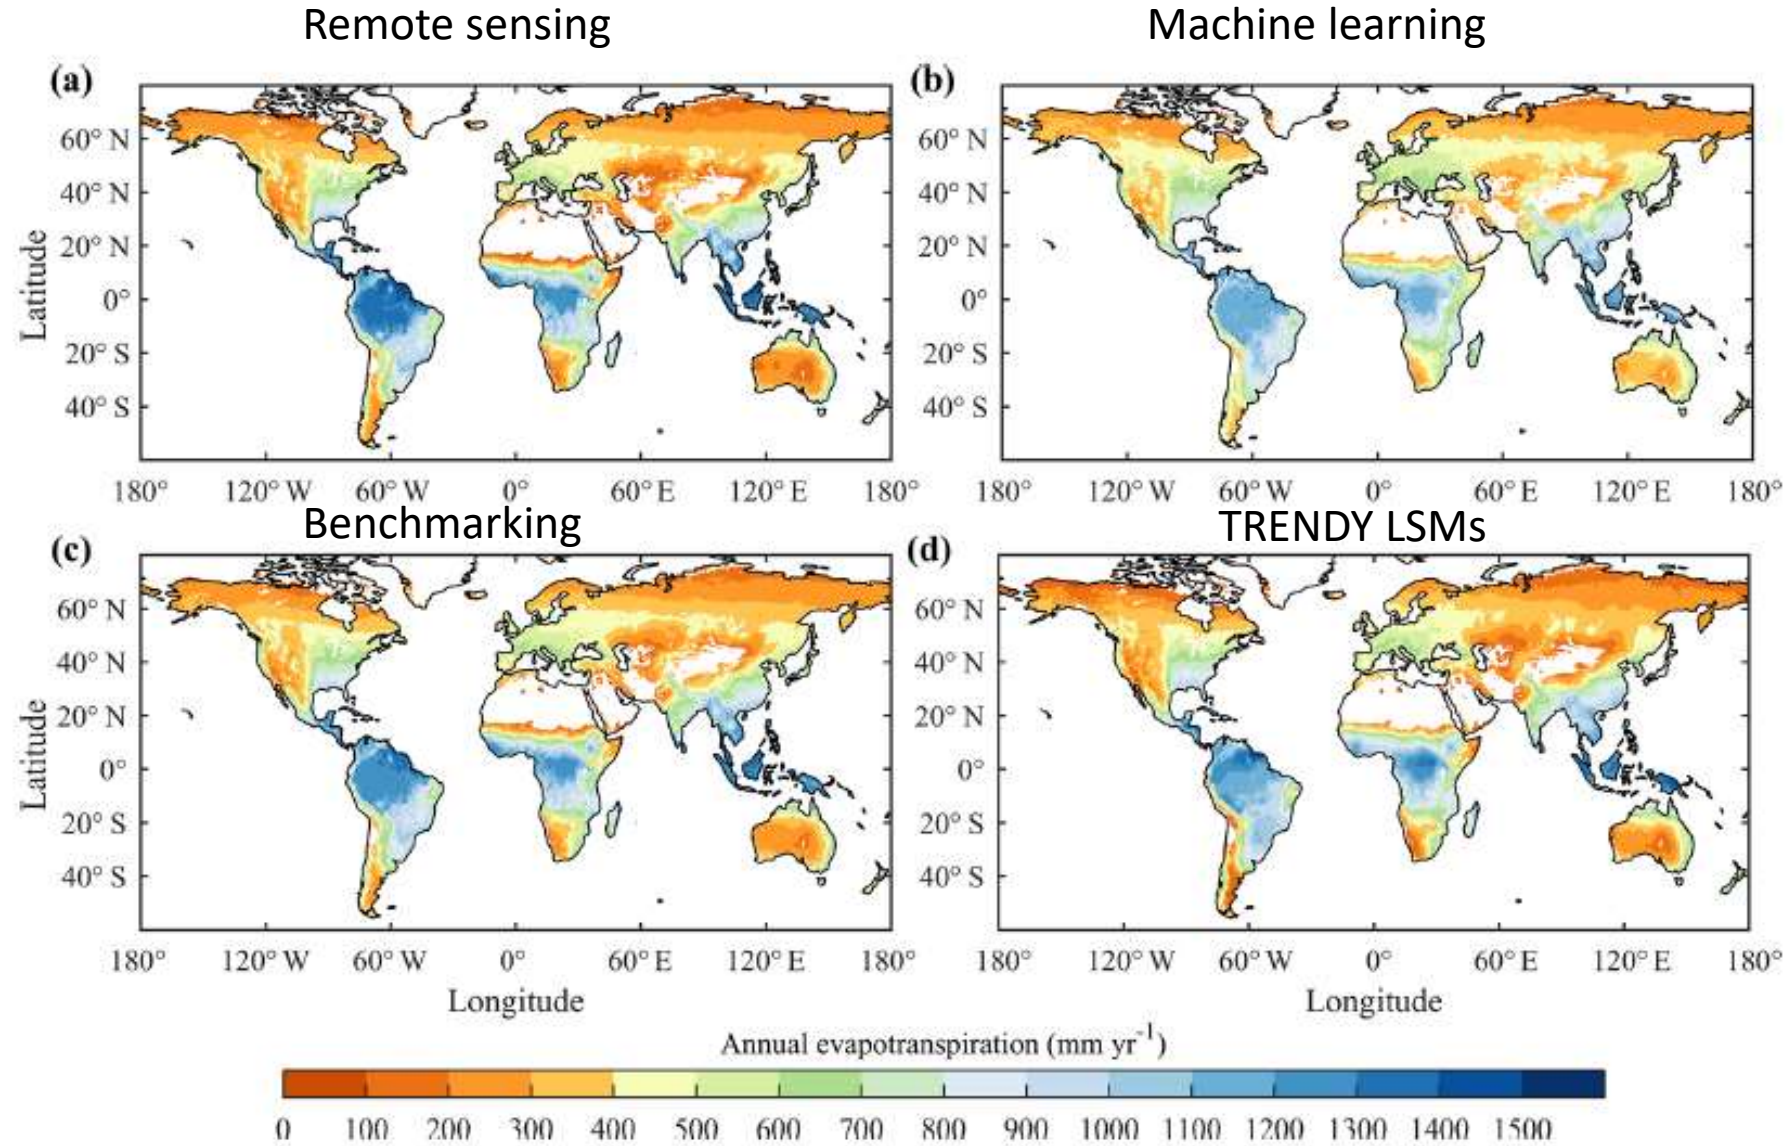 Remote sensing
Machine learning
(a)
(b)
60° N
40° N
20° N
0°
20° S
40° S
Latitude
60° N
40° N
20° N
0°
20° S
40° S
180° 120° W 60° W 0° 60° E 120° E 180°
180° 120° W 60° W 0° 60° E 120° E 180°
Benchmarking
TRENDY LSMs
(c)
(d)
60° N
40° N
20° N
0°
20° S
40° S
Latitude
60° N
40° N
20° N
0°
20° S
40° S
180° 120° W 60° W 0° 60° E 120° E 180°
180° 120° W 60° W 0° 60° E 120° E 180°
Longitude
Longitude
Annual evapotranspiration (mm yr⁻¹)
0 100 200 300 400 500 600 700 800 900 1000 1100 1200 1300 1400 1500